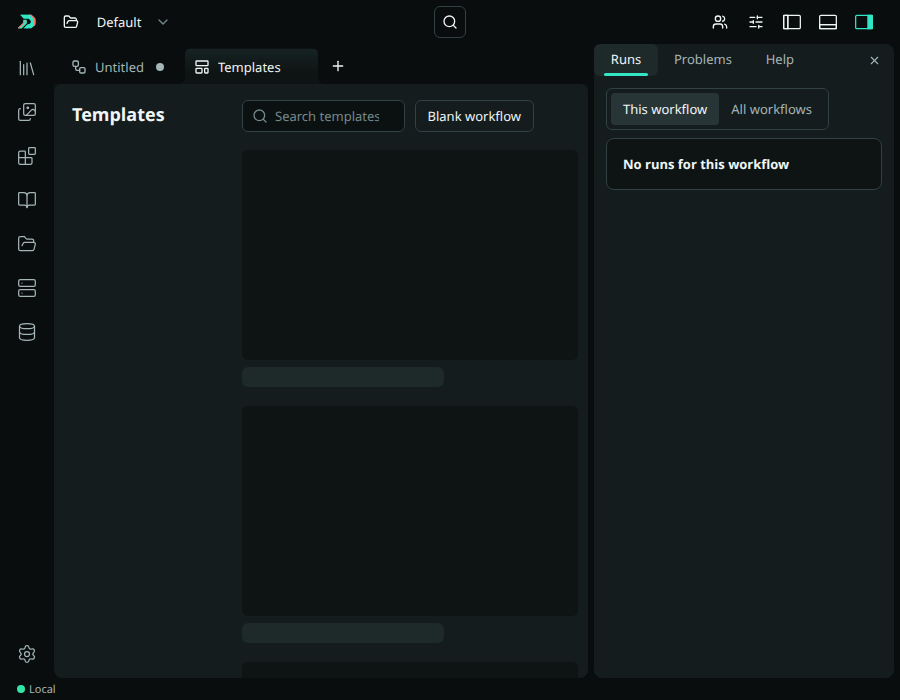 Default
Untitled
Templates
Runs
Problems
Help
Templates
Search templates
Blank workflow
This workflow
All workflows
No runs for this workflow
Local